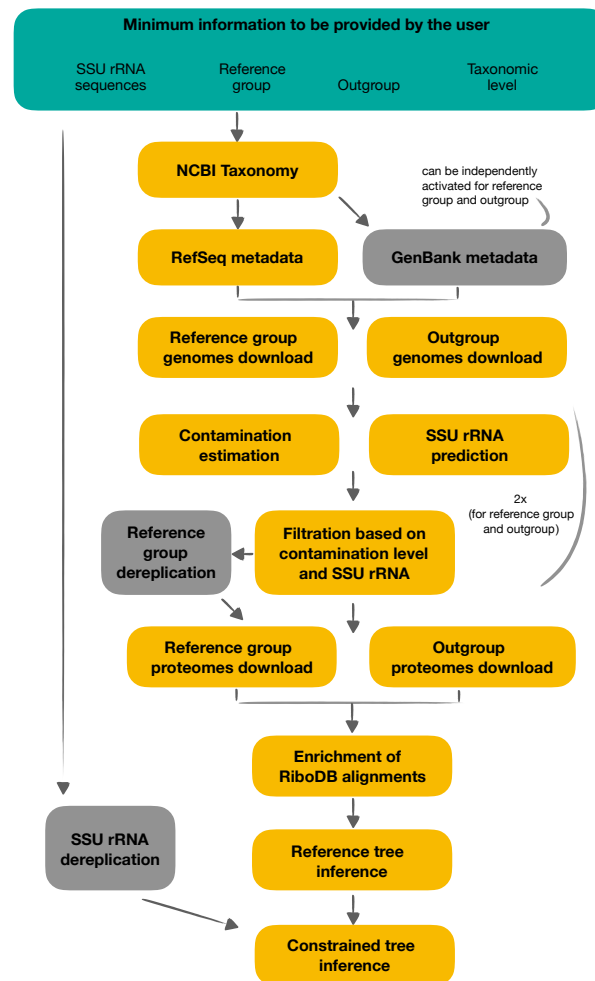 Minimum information to be provided by the user
SSU rRNA
sequences
Reference
group
Outgroup
Taxonomic
level
NCBI Taxonomy
can be independently
activated for reference
group and outgroup
RefSeq metadata
GenBank metadata
Reference group
genomes download
Outgroup
genomes download
Contamination
estimation
SSU rRNA
prediction
2x
(for reference group
and outgroup)
Reference
group
dereplication
Filtration based on
contamination level
and SSU rRNA
Reference group
proteomes download
Outgroup
proteomes download
Enrichment of
RiboDB alignments
SSU rRNA
dereplication
Reference tree
inference
Constrained tree
inference